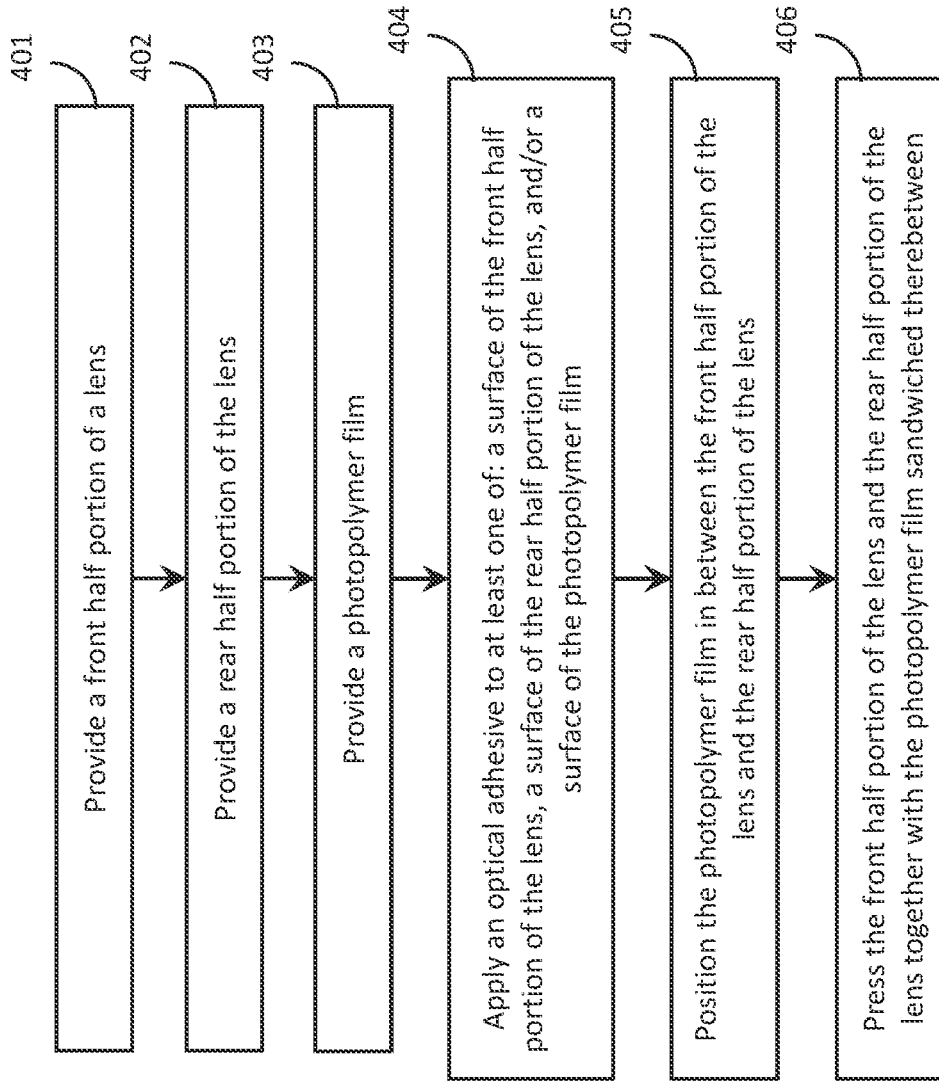 401
Provide a front half portion of a lens
402
Provide a rear half portion of the lens
403
Provide a photopolymer film
404
Apply an optical adhesive to at least one of: a surface of the front half
portion of the lens, a surface of the rear half portion of the lens, and/or a
surface of the photopolymer film
405
Position the photopolymer film in between the front half portion of the
lens and the rear half portion of the lens
406
Press the front half portion of the lens and the rear half portion of the
lens together with the photopolymer film sandwiched therebetween